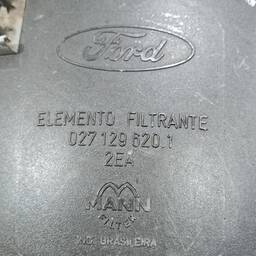 Ford
ELEMENTO FILTRANTE
027 129 620.1
2EA
MANN
FILTER
IND. BRASILEIRA